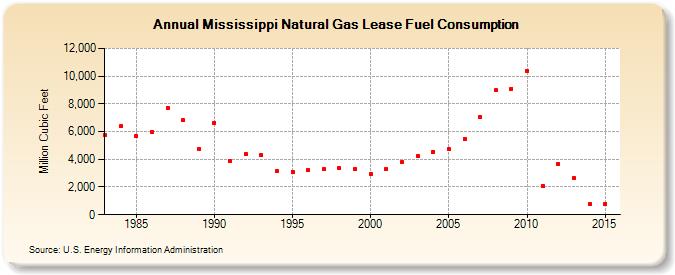 Annual Mississippi Natural Gas Lease Fuel Consumption
Million Cubic Feet
12,000
10,000
8,000
6,000
4,000
2,000
0
1985 1990 1995 2000 2005 2010 2015
Source: U.S. Energy Information Administration